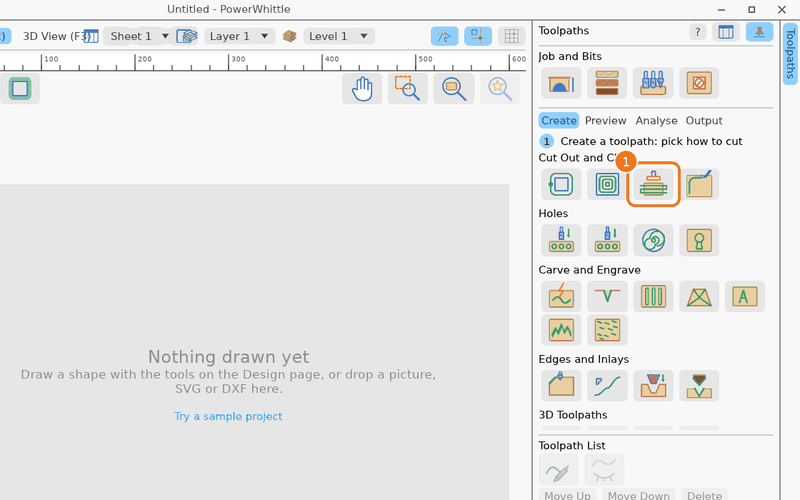 Untitled - PowerWhittle
3D View (F3)
Sheet 1
Layer 1
Level 1
Toolpaths
?
Toolpaths
Job and Bits
100
200
300
400
500
600
Create
Preview
Analyse
Output
1
Create a toolpath: pick how to cut
Cut Out and
1
Holes
Carve and Engrave
A
Nothing drawn yet
Draw a shape with the tools on the Design page, or drop a picture,
SVG or DXF here.
Try a sample project
Edges and Inlays
3D Toolpaths
Toolpath List
Move Up
Move Down
Delete